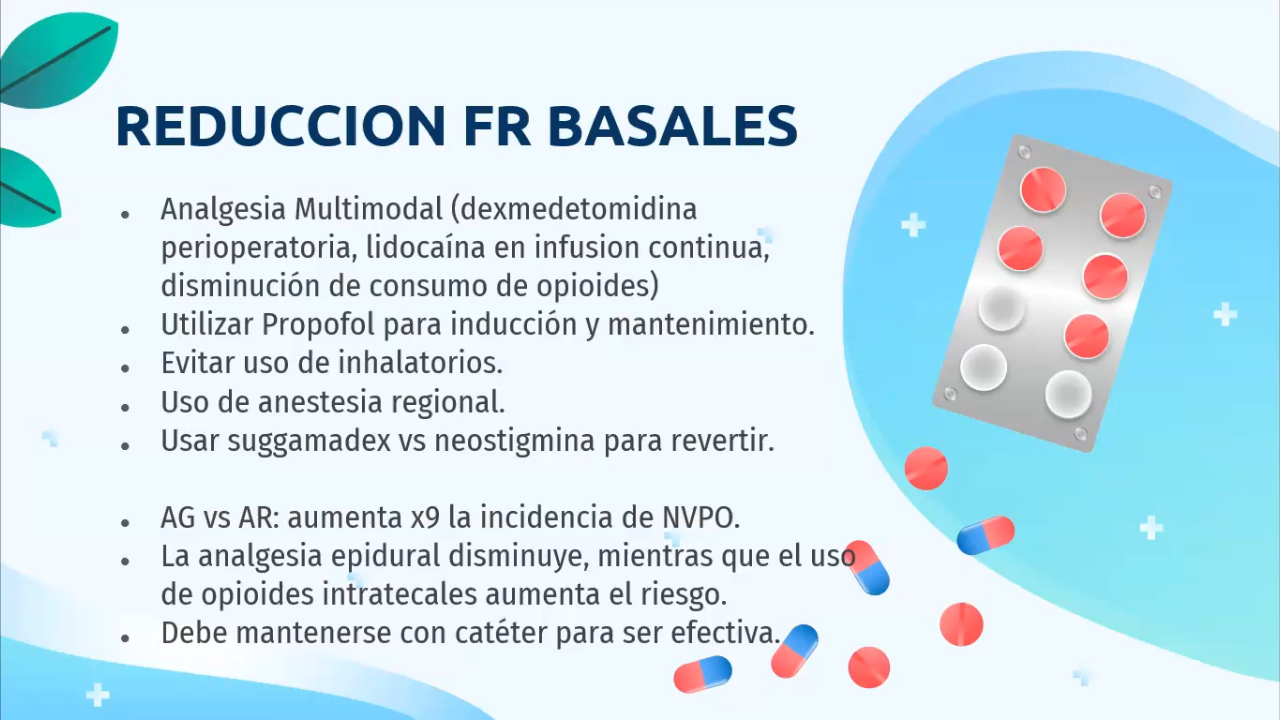 REDUCCION FR BASALES
• Analgesia Multimodal (dexmedetomidina
perioperatoria, lidocaína en infusion continua,
disminución de consumo de opioides)
• Utilizar Propofol para inducción y mantenimiento.
• Evitar uso de inhalatorios.
• Uso de anestesia regional.
• Usar suggamadex vs neostigmina para revertir.
• AG vs AR: aumenta x9 la incidencia de NVPO.
• La analgesia epidural disminuye, mientras que el uso
de opioides intratecales aumenta el riesgo.
• Debe mantenerse con catéter para ser efectiva.